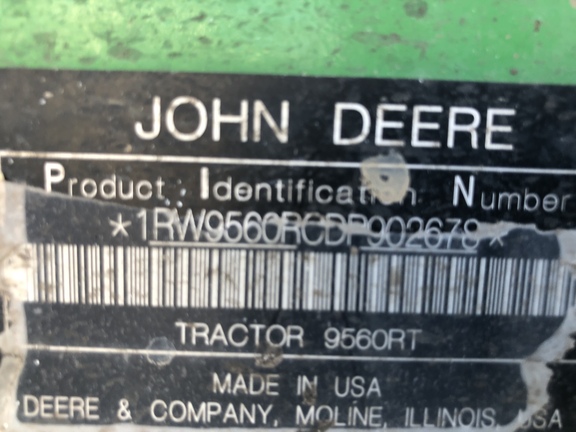 JOHN DEERE
Product Identification Number
*1RW9560RCDP902678*
TRACTOR 9560RT
MADE IN USA
DEERE & COMPANY, MOLINE, ILLINOIS, USA